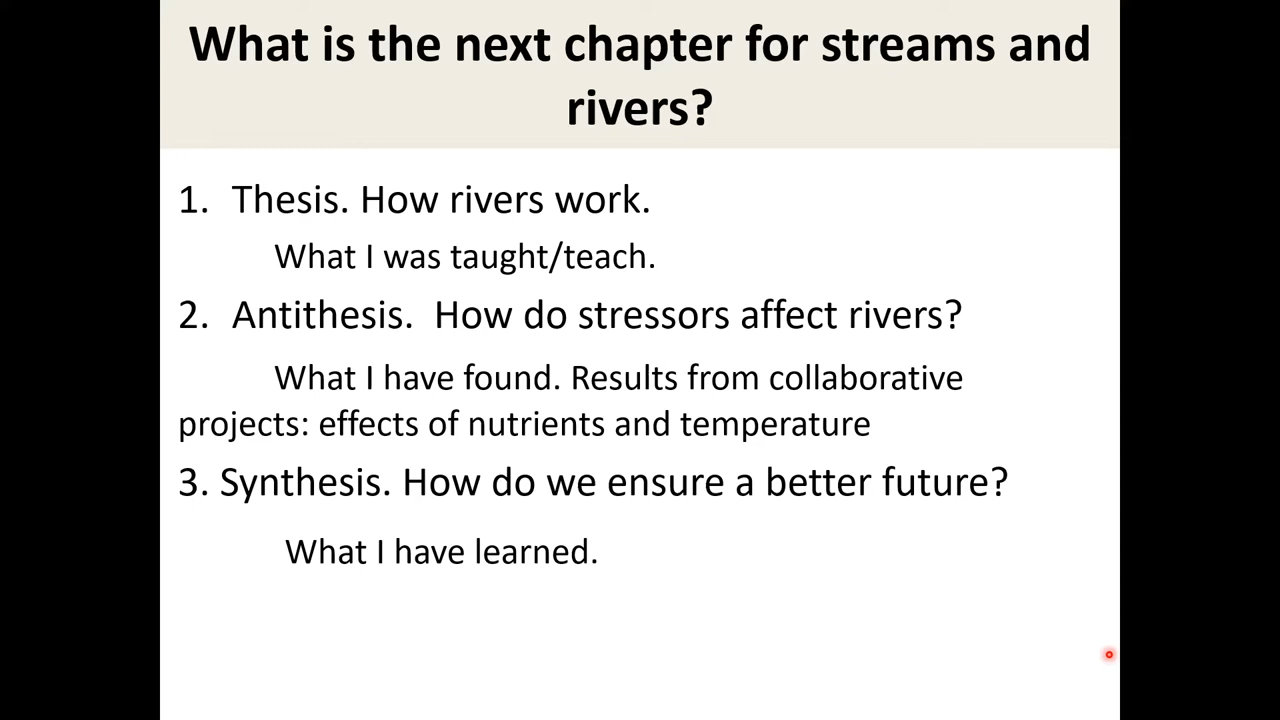 What is the next chapter for streams and
rivers?
1. Thesis. How rivers work.
What I was taught/teach.
2. Antithesis. How do stressors affect rivers?
What I have found. Results from collaborative
projects: effects of nutrients and temperature
3. Synthesis. How do we ensure a better future?
What I have learned.